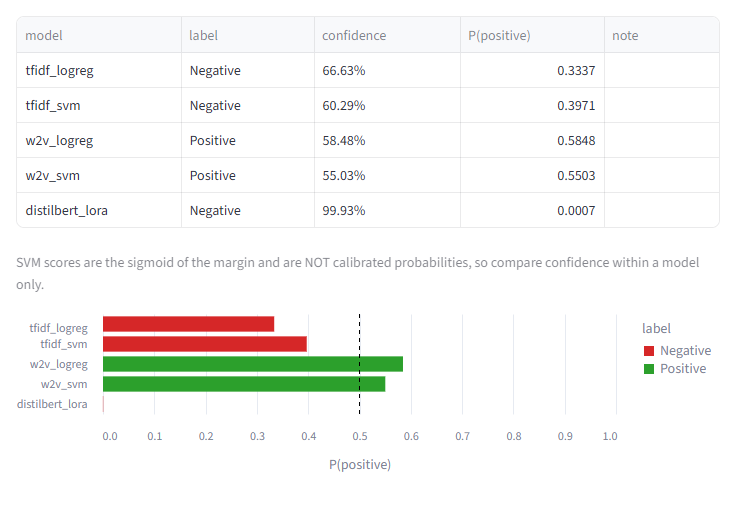 model label confidence P(positive) note
tfidf_logreg Negative 66.63% 0.3337
tfidf_svm Negative 60.29% 0.3971
w2v_logreg Positive 58.48% 0.5848
w2v_svm Positive 55.03% 0.5503
distilbert_lora Negative 99.93% 0.0007
SVM scores are the sigmoid of the margin and are NOT calibrated probabilities, so compare confidence within a model
only.
label
tfidf_logreg
tfidf_svm
w2v_logreg
w2v_svm
distilbert_lora
Negative
Positive
0.0 0.1 0.2 0.3 0.4 0.5 0.6 0.7 0.8 0.9 1.0
P(positive)